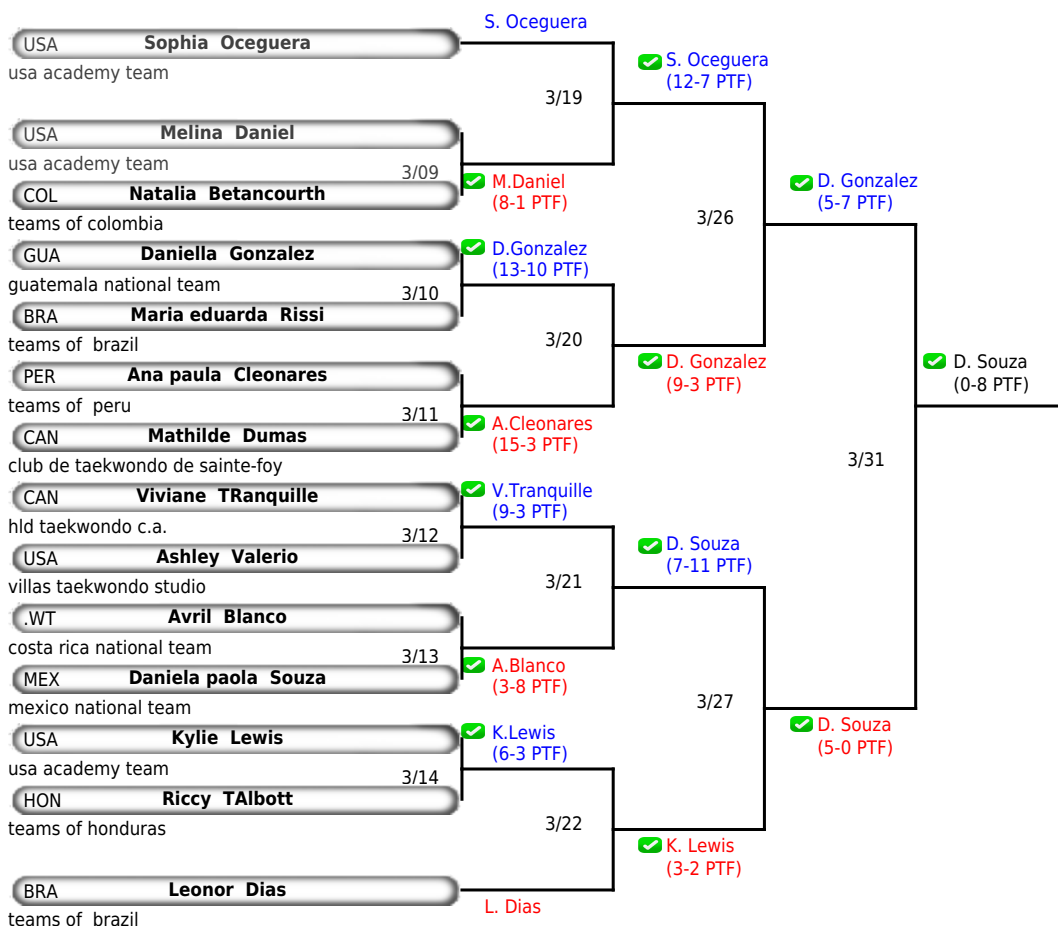 S. Oceguera
USA Sophia Oceguera
usa academy team
S. Oceguera
(12-7 PTF)
3/19
USA Melina Daniel
usa academy team
3/09
M.Daniel
(8-1 PTF)
COL Natalia Betancourth
teams of colombia
D. Gonzalez
(5-7 PTF)
3/26
GUA Daniella Gonzalez
D.Gonzalez
(13-10 PTF)
guatemala national team
3/10
BRA Maria eduarda Rissi
teams of brazil
3/20
D. Gonzalez
(9-3 PTF)
D. Souza
(0-8 PTF)
PER Ana paula Cleonares
teams of peru
3/11
A.Cleonares
(15-3 PTF)
CAN Mathilde Dumas
club de taekwondo de sainte-foy
3/31
CAN Viviane TRanquille
V.Tranquille
(9-3 PTF)
hld taekwondo c.a.
3/12
USA Ashley Valerio
villas taekwondo studio
D. Souza
(7-11 PTF)
3/21
.WT Avril Blanco
costa rica national team
3/13
A.Blanco
(3-8 PTF)
MEX Daniela paola Souza
mexico national team
3/27
D. Souza
(5-0 PTF)
USA Kylie Lewis
K.Lewis
(6-3 PTF)
usa academy team
3/14
HON Riccy TAlbott
teams of honduras
3/22
K. Lewis
(3-2 PTF)
BRA Leonor Dias
L. Dias
teams of brazil